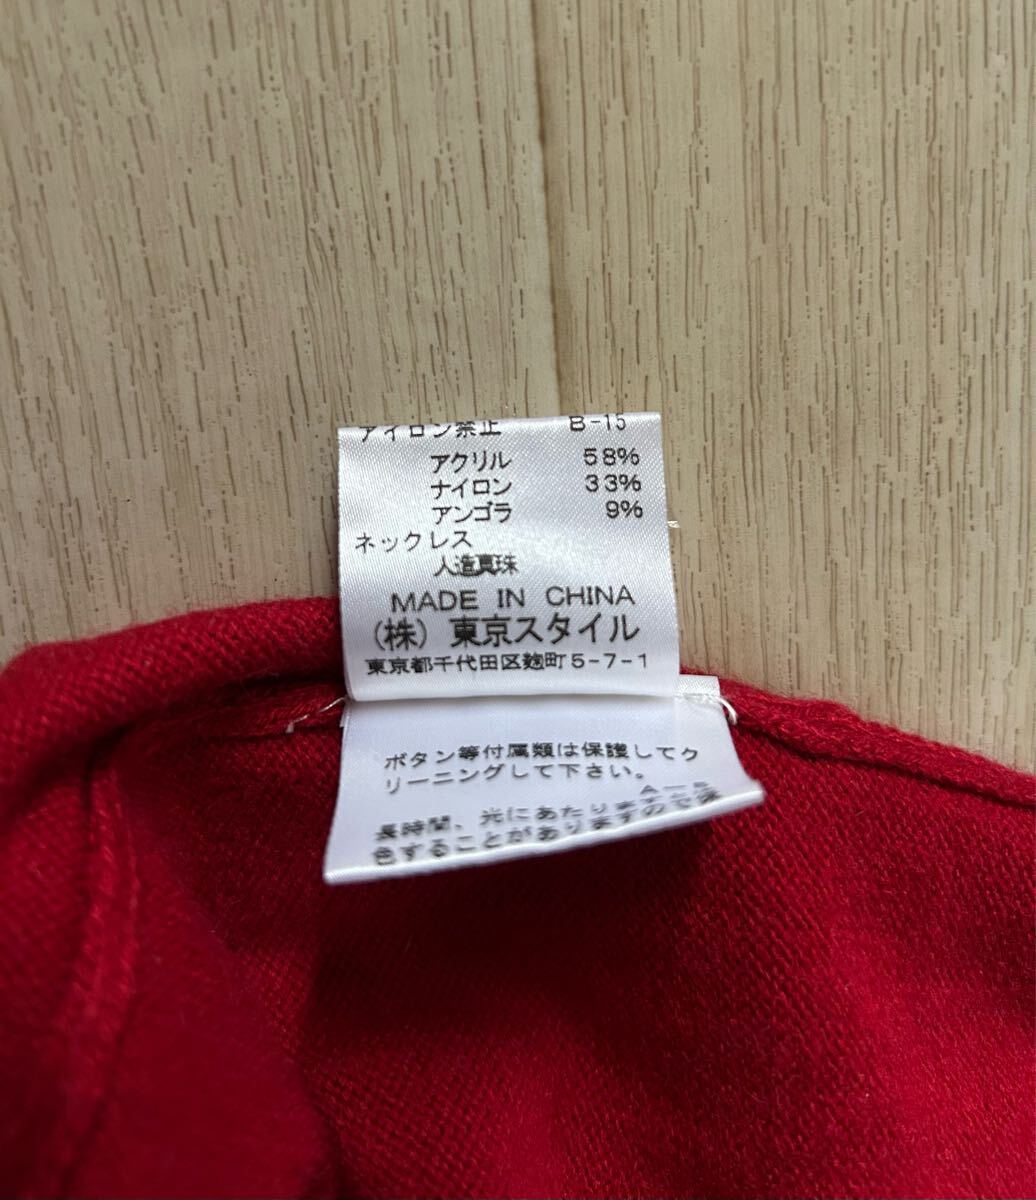 アイロン禁止 B-15
アクリル 58%
ナイロン 33%
アンゴラ 9%
ネックレス
人造真珠
MADE IN CHINA
(株) 東京スタイル
東京都千代田区麹町5-7-1
ボタン等付属類は保護してク
リーニングして下さい。
長時間、光にあたりますので
色することがありますので